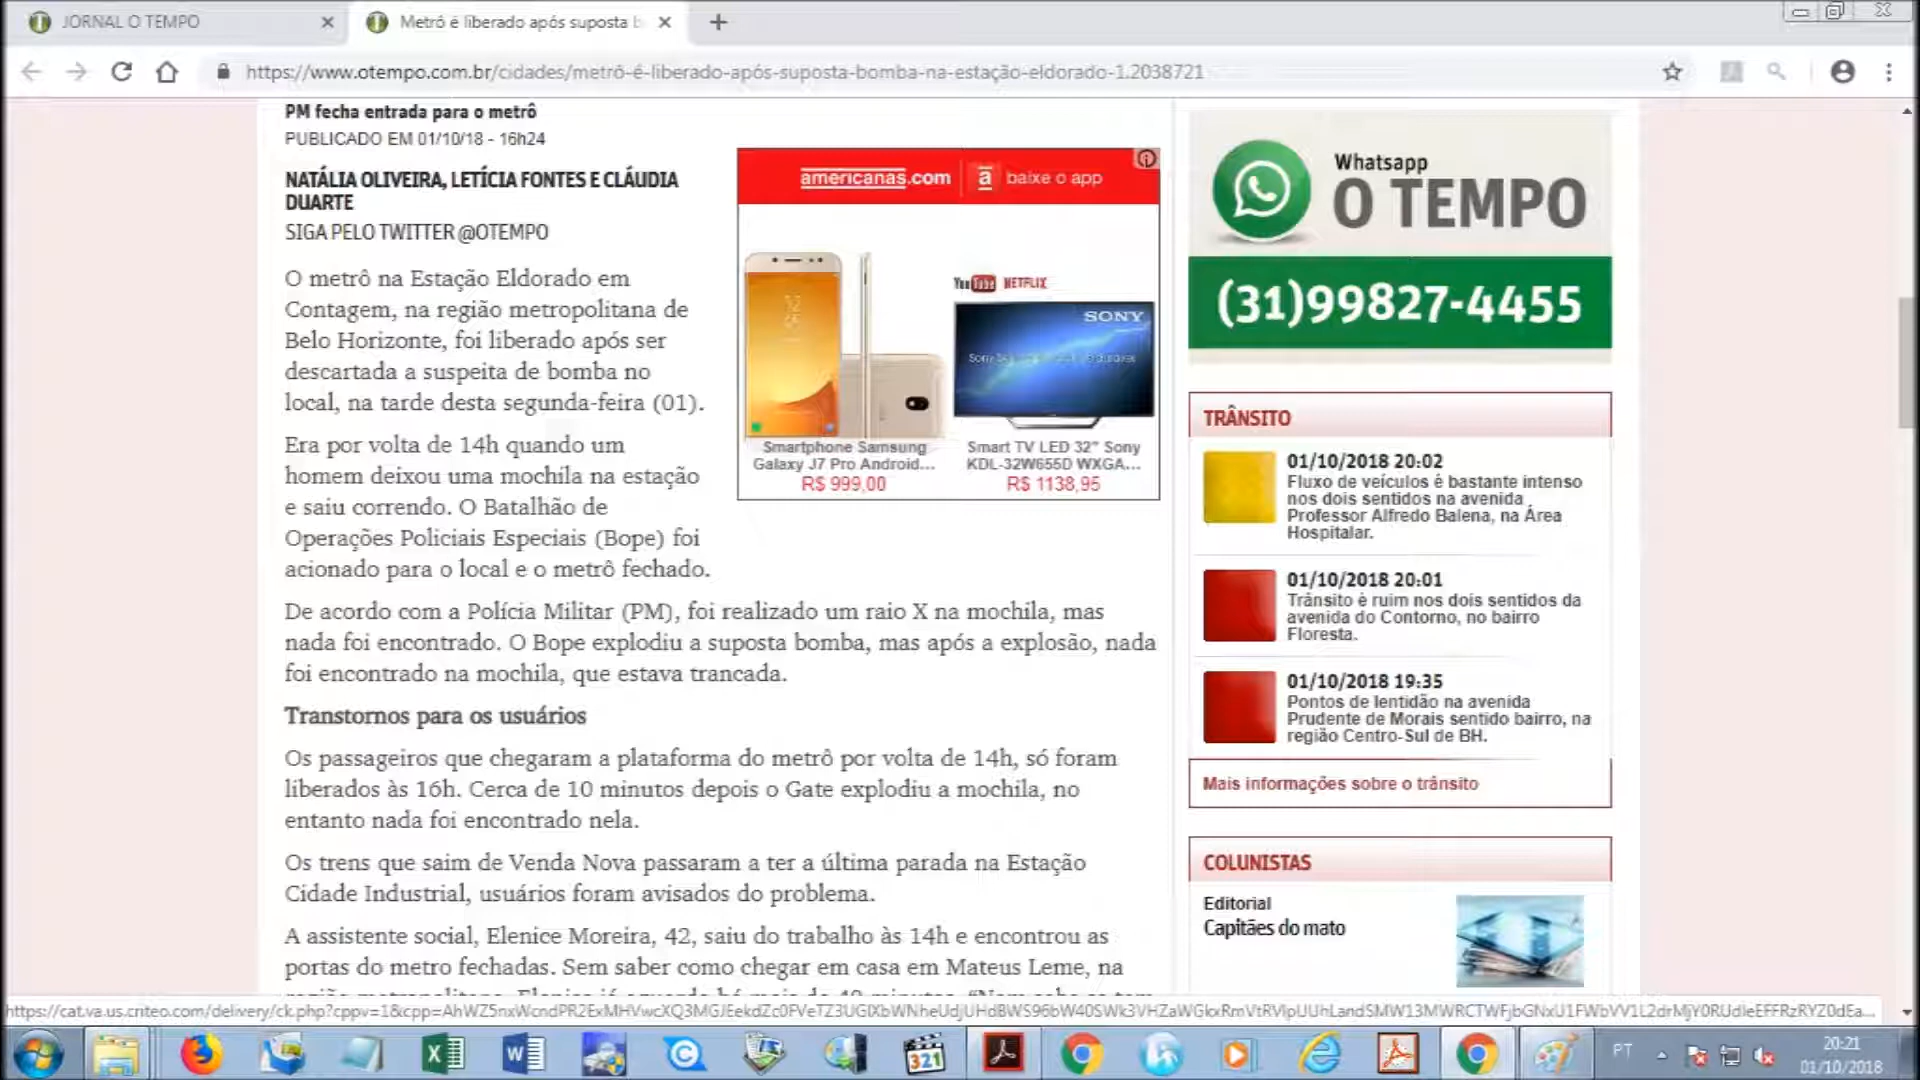 JORNAL O TEMPO
Metrô é liberado após suposta b
https://www.otempo.com.br/cidades/metrô-é-liberado-após-suposta-bomba-na-estação-eldorado-1.2038721
PM fecha entrada para o metrô
PUBLICADO EM 01/10/18 - 16h24
NATÁLIA OLIVEIRA, LETÍCIA FONTES E CLÁUDIA
DUARTE
SIGA PELO TWITTER @OTEMPO
O metrô na Estação Eldorado em
Contagem, na região metropolitana de
Belo Horizonte, foi liberado após ser
descartada a suspeita de bomba no
local, na tarde desta segunda-feira (01).
Era por volta de 14h quando um
homem deixou uma mochila na estação
e saiu correndo. O Batalhão de
Operações Policiais Especiais (Bope) foi
acionado para o local e o metrô fechado.
De acordo com a Polícia Militar (PM), foi realizado um raio X na mochila, mas
nada foi encontrado. O Bope explodiu a suposta bomba, mas após a explosão, nada
foi encontrado na mochila, que estava trancada.
Transtornos para os usuários
Os passageiros que chegaram a plataforma do metrô por volta de 14h, só foram
liberados às 16h. Cerca de 10 minutos depois o Gate explodiu a mochila, no
entanto nada foi encontrado nela.
Os trens que saim de Venda Nova passaram a ter a última parada na Estação
Cidade Industrial, usuários foram avisados do problema.
A assistente social, Elenice Moreira, 42, saiu do trabalho às 14h e encontrou as
portas do metro fechadas. Sem saber como chegar em casa em Mateus Leme, na
americanas.com
a baixe o app
YouTube NETFLIX
SONY
Smartphone Samsung
Galaxy J7 Pro Android...
R$ 999,00
Smart TV LED 32" Sony
KDL-32W655D WXGA...
R$ 1138,95
Whatsapp
O TEMPO
(31)99827-4455
TRÂNSITO
01/10/2018 20:02
Fluxo de veículos é bastante intenso
nos dois sentidos na avenida
Professor Alfredo Balena, na Área
Hospitalar.
01/10/2018 20:01
Trânsito è ruim nos dois sentidos da
avenida do Contorno, no bairro
Floresta.
01/10/2018 19:35
Pontos de lentidão na avenida
Prudente de Morais sentido bairro, na
região Centro-Sul de BH.
Mais informações sobre o trânsito
COLUNISTAS
Editorial
Capitães do mato
321
PT
20:21
01/10/2018